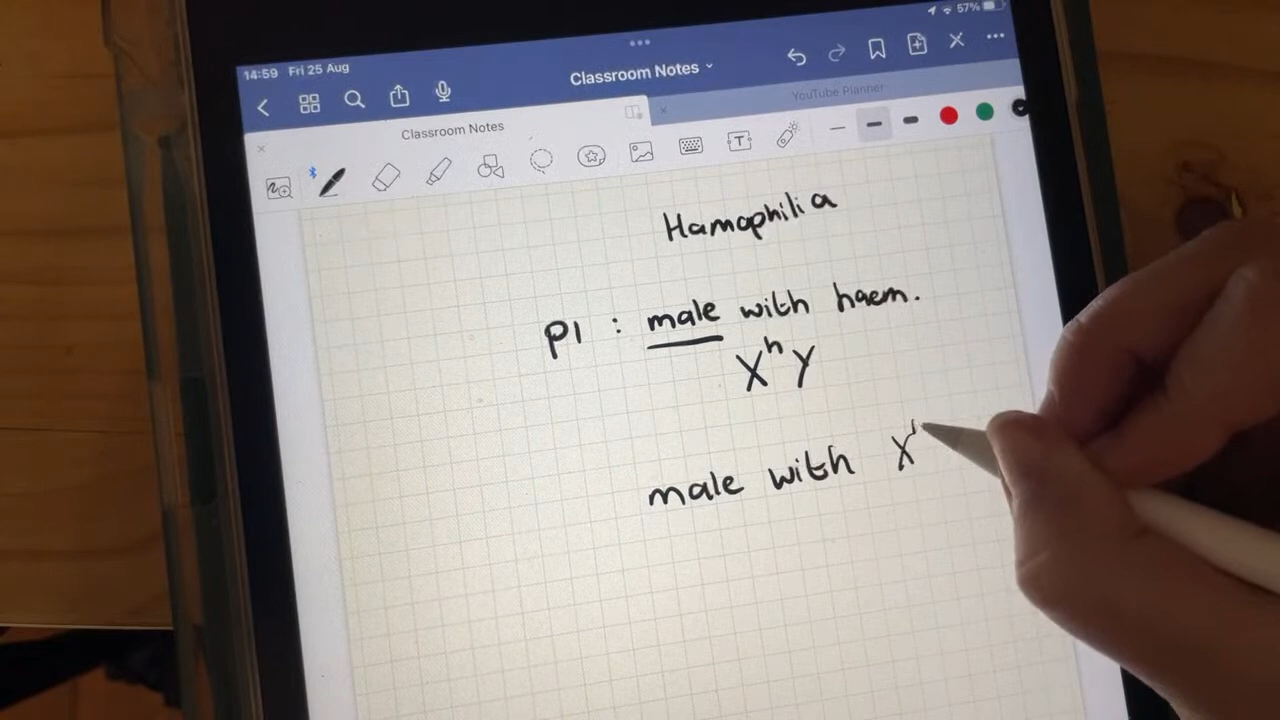 14:59 Fri 25 Aug
57%
Classroom Notes
YouTube Planner
Classroom Notes
T
Hamophilia
P1 : male with haem.
XʰY
male with X